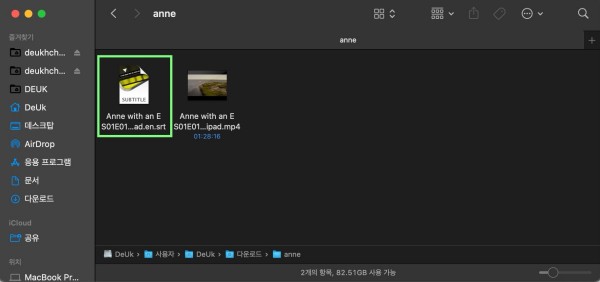 anne
anne
즐겨찾기
deukhch...
deukhch...
DEUK
DeUk
데스크탑
AirDrop
응용 프로그램
문서
다운로드
iCloud
공유
위치
MacBook Pr...
SUBTITLE
Anne with an E
S01E01...ad.en.srt
Anne with an E
S01E01...ipad.mp4
01:28:16
DeUk > 사용자 > DeUk > 다운로드 > anne
2개의 항목, 82.51GB 사용 가능